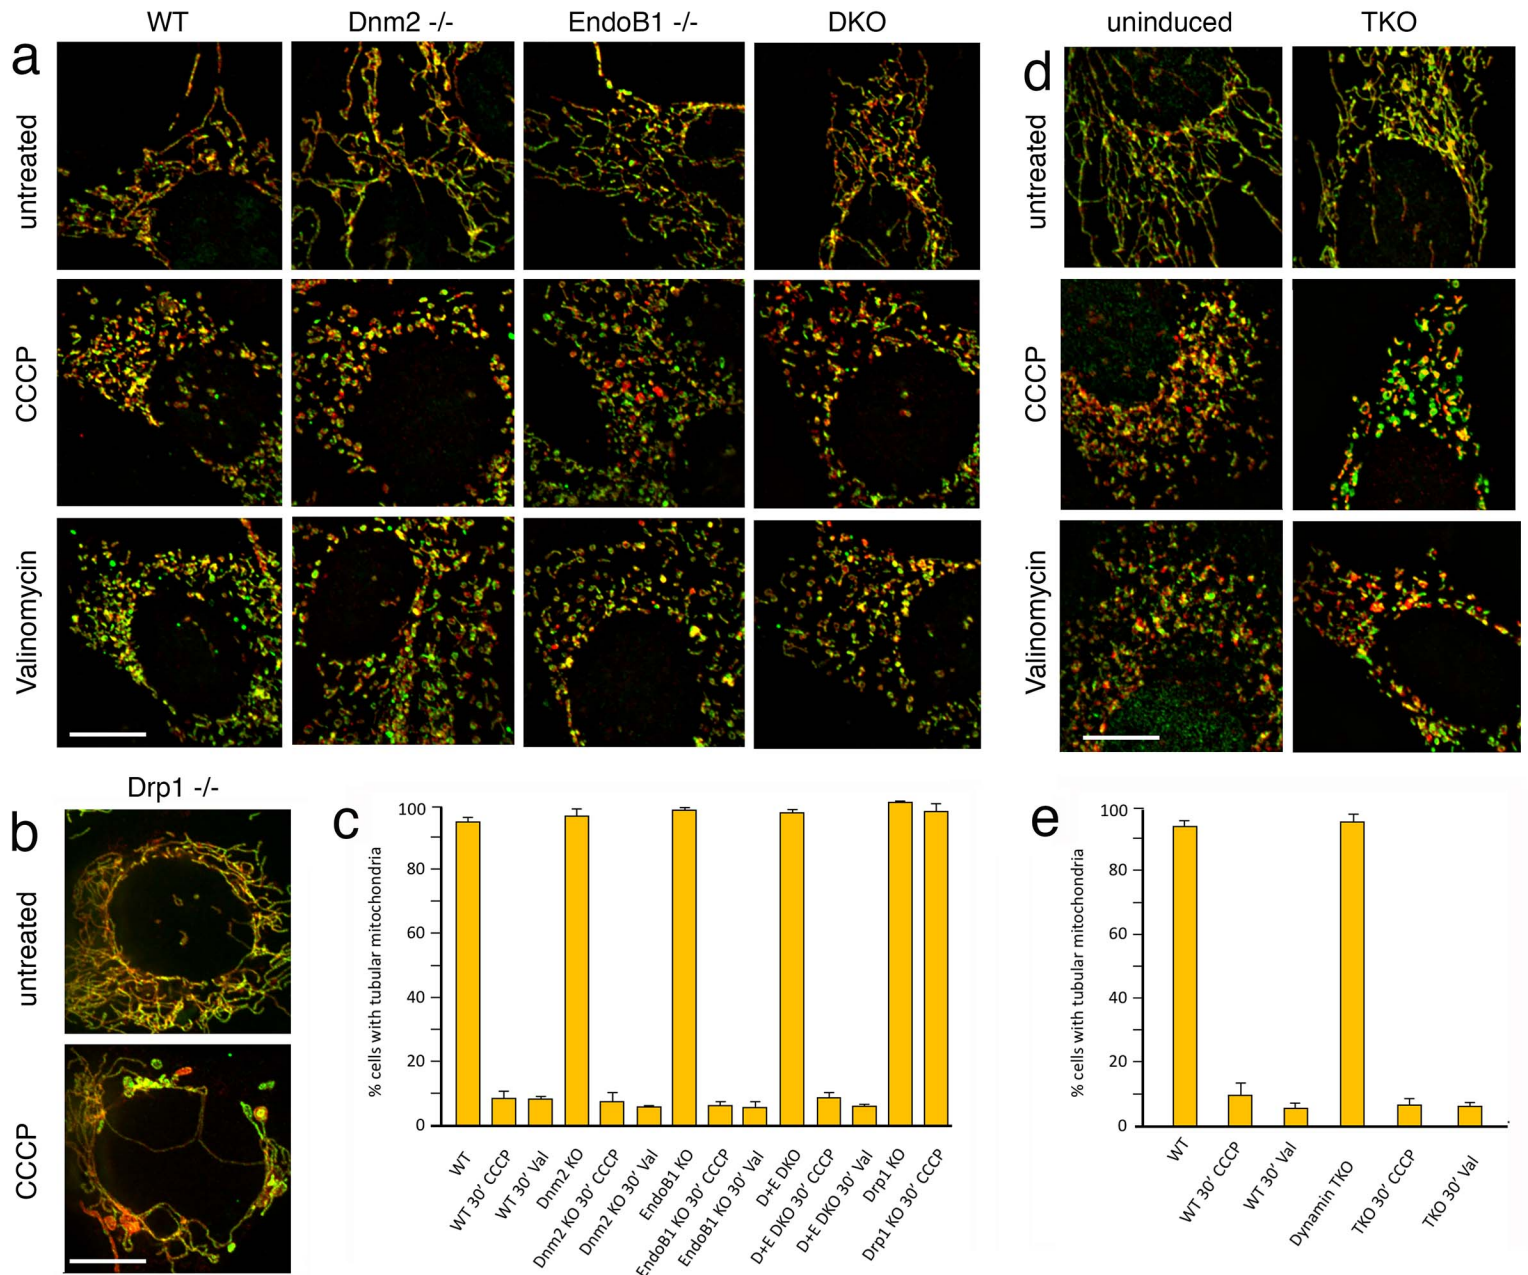 WT
Dnm2 -/-
EndoB1 -/-
DKO
uninduced
TKO
a
d
untreated
CCCP
Valinomycin
untreated
CCCP
Valinomycin
Drp1 -/-
b
untreated
CCCP
c
% cells with tubular mitochondria
100
80
60
40
20
0
WT
WT 30' CCCP
WT 30' Val
Dnm2 KO
Dnm2 KO 30' CCCP
Dnm2 KO 30' Val
EndoB1 KO
EndoB1 KO 30' CCCP
EndoB1 KO 30' Val
D+E DKO
D+E DKO 30' CCCP
D+E DKO 30' Val
Drp1 KO
Drp1 KO 30' CCP
e
% cells with tubular mitochondria
100
80
60
40
20
0
WT
WT 30' CCCP
WT 30' Val
Dynamin TKO
TKO 30' CCCP
TKO 30' Val